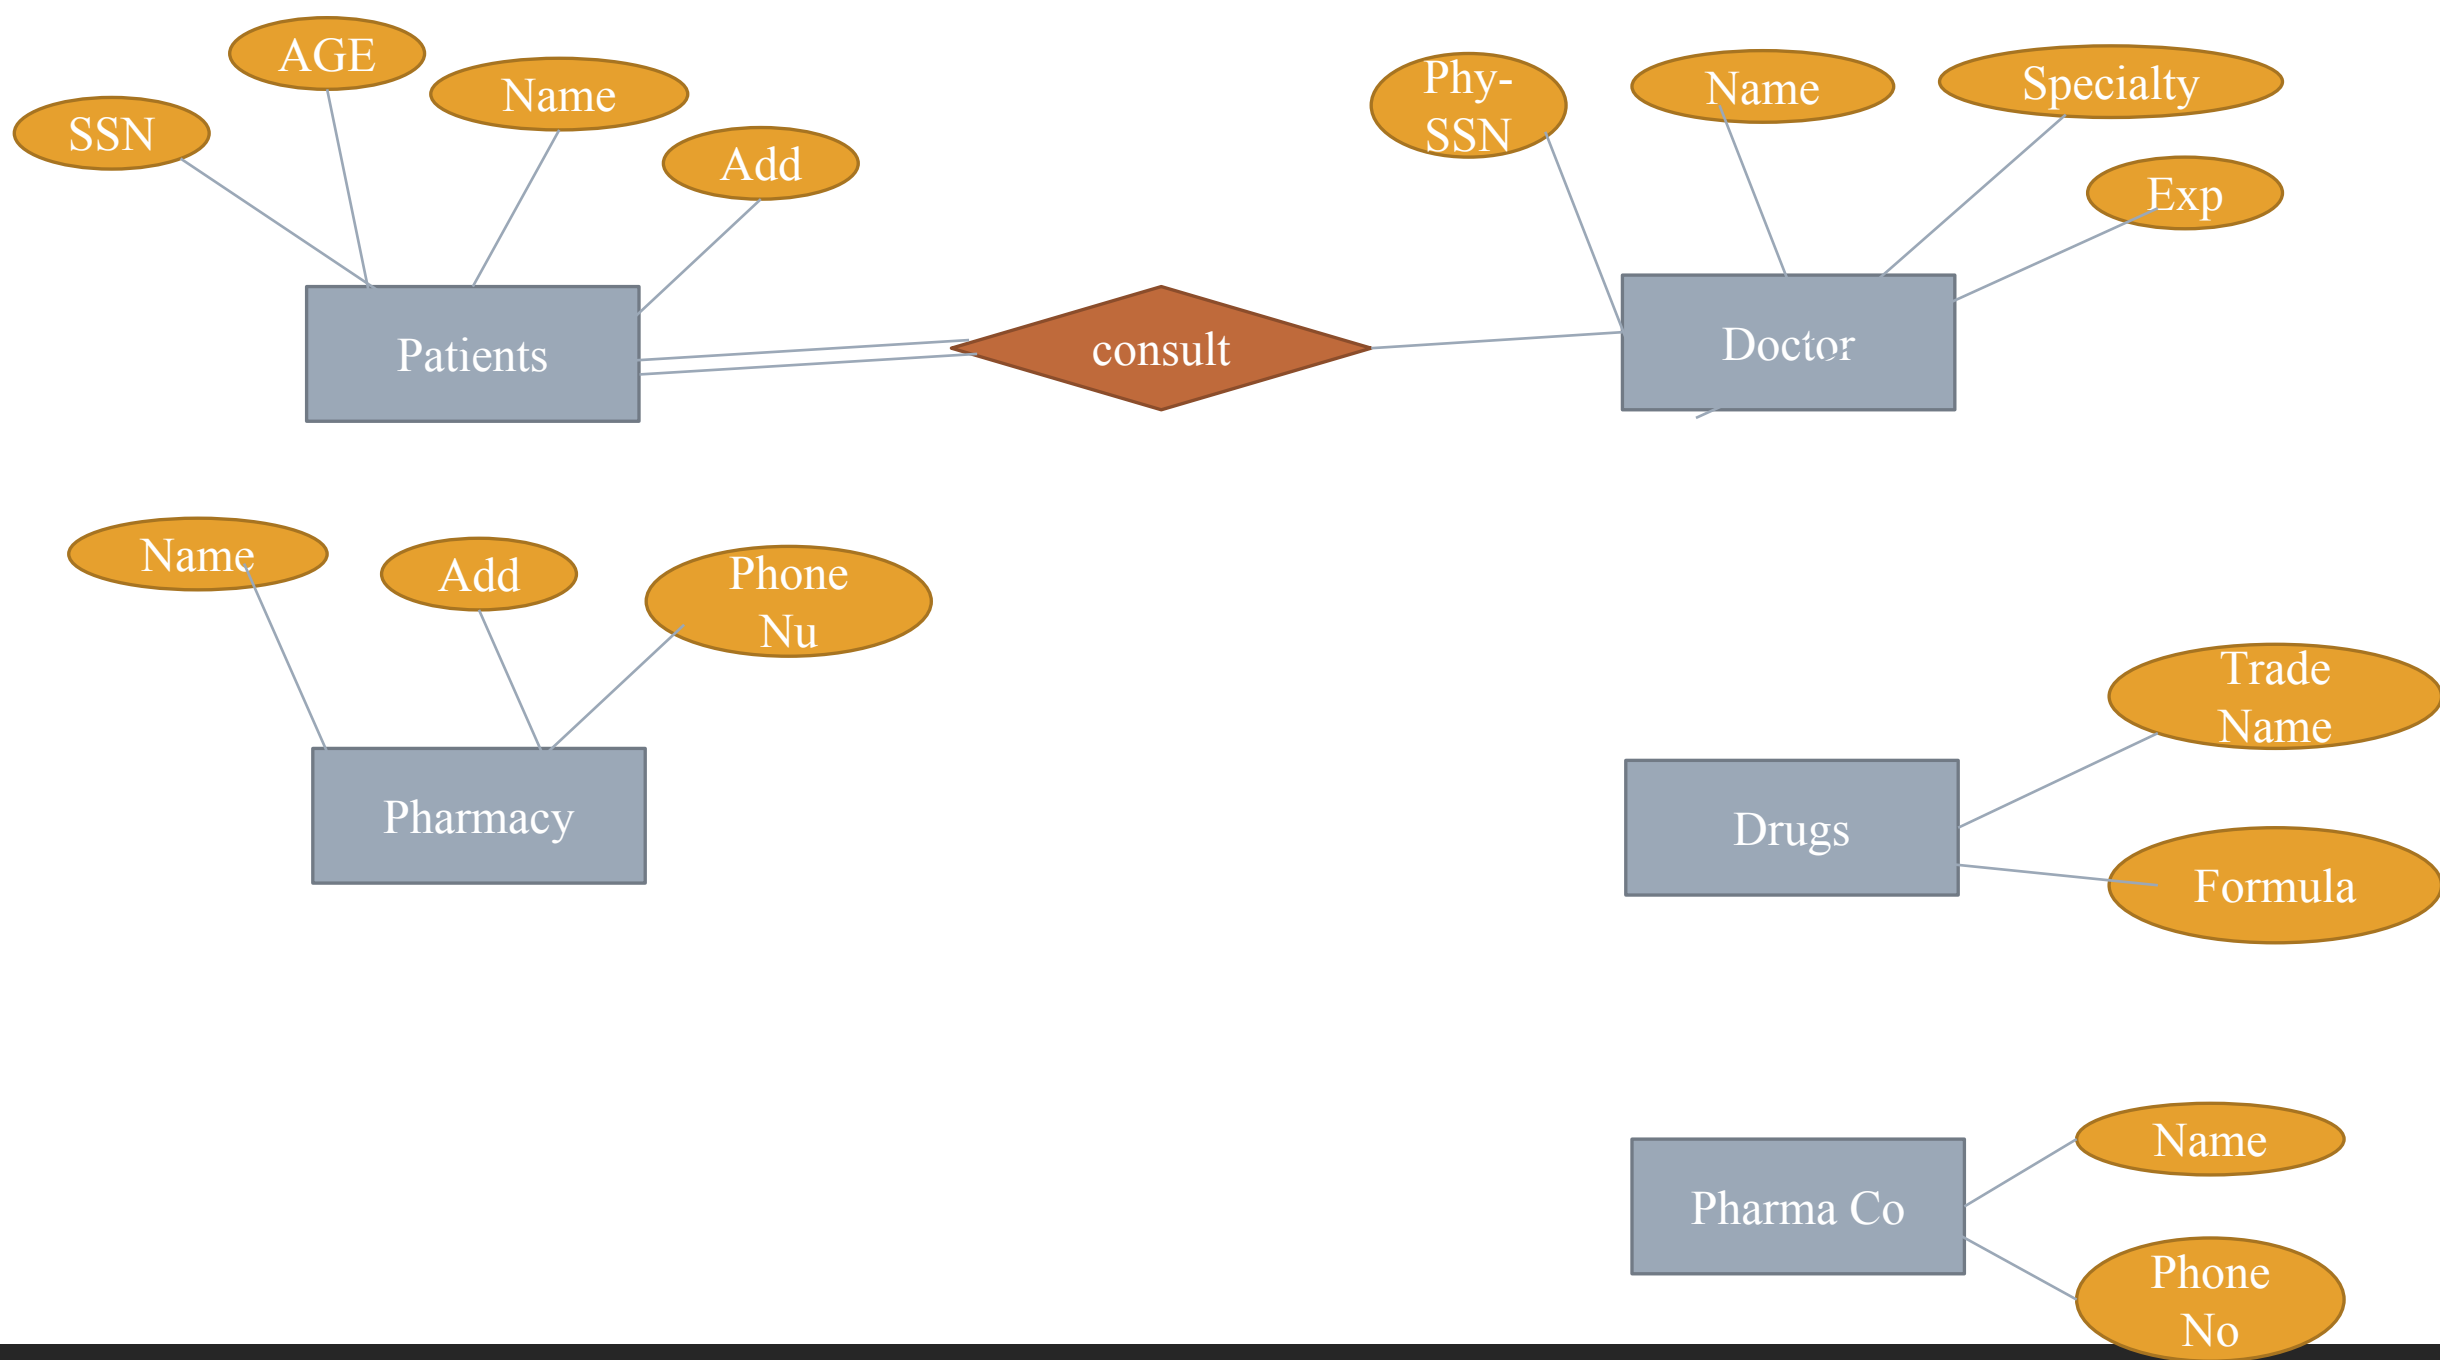 AGE
Name
SSN
Add
Phy-
SSN
Name
Specialty
Exp
Patients
consult
Doctor
Name
Add
Phone
Nu
Pharmacy
Trade
Name
Drugs
Formula
Name
Pharma Co
Phone
No